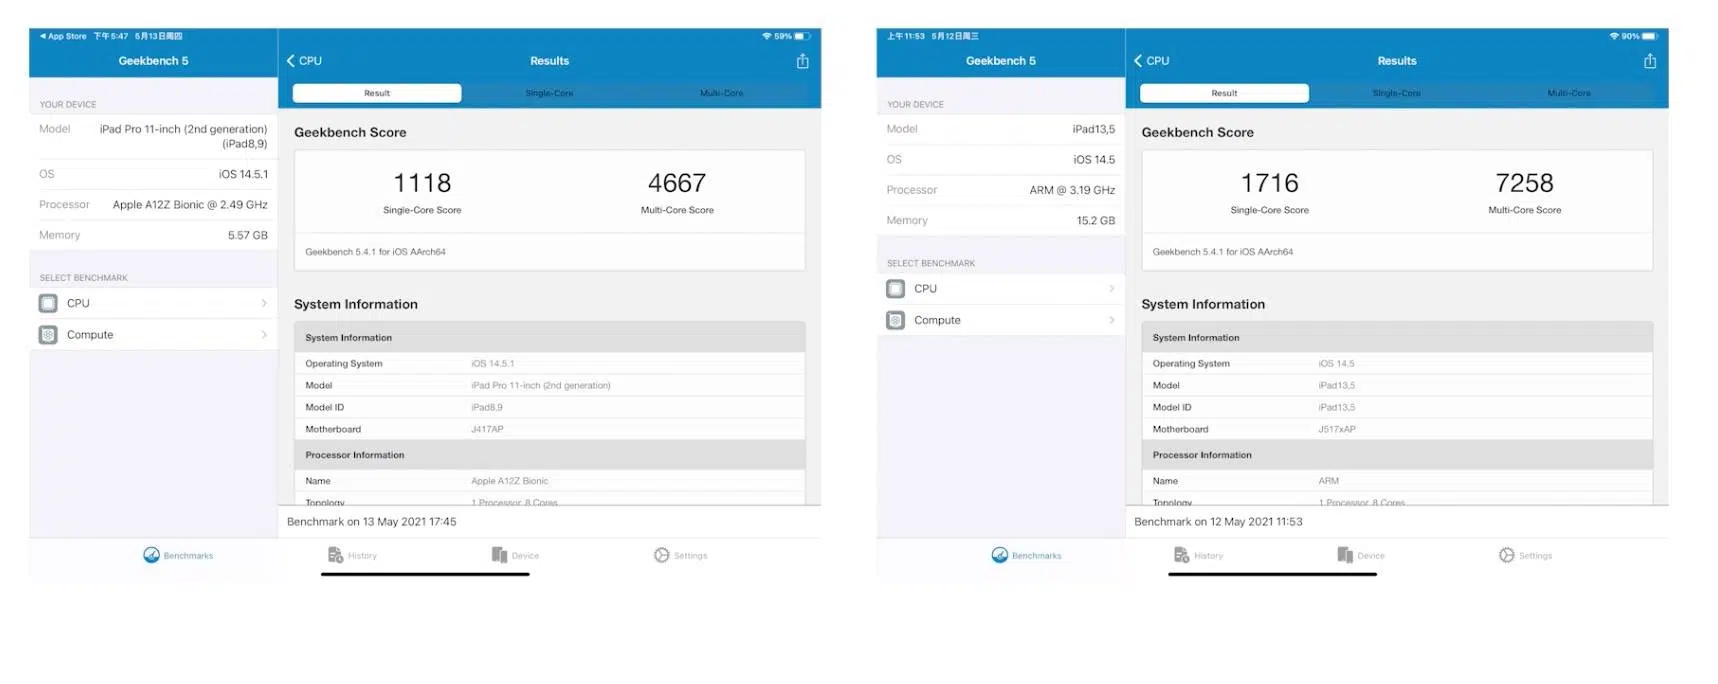 App Store 下午5:47 5月13日周四
59%
Geekbench 5
CPU
Results
Result
Single-Core
Multi-Core
YOUR DEVICE
Model
iPad Pro 11-inch (2nd generation)
(iPad8,9)
OS
iOS 14.5.1
Processor
Apple A12Z Bionic @ 2.49 GHz
Memory
5.57 GB
SELECT BENCHMARK
CPU
Compute
Geekbench Score
1118
4667
Single-Core Score
Multi-Core Score
Geekbench 5.4.1 for iOS AArch64
System Information
System Information
Operating System
iOS 14.5.1
Model
iPad Pro 11-inch (2nd generation)
Model ID
iPad8,9
Motherboard
J417AP
Processor Information
Name
Apple A12Z Bionic
Topology
1 Processor, 8 Cores
Benchmark on 13 May 2021 17:45
Benchmarks
History
Device
Settings
上午11:53 5月12日周三
90%
Geekbench 5
CPU
Results
Result
Single-Core
Multi-Core
YOUR DEVICE
Model
iPad13,5
OS
iOS 14.5
Processor
ARM @ 3.19 GHz
Memory
15.2 GB
SELECT BENCHMARK
CPU
Compute
Geekbench Score
1716
7258
Single-Core Score
Multi-Core Score
Geekbench 5.4.1 for iOS AArch64
System Information
System Information
Operating System
iOS 14.5
Model
iPad13,5
Model ID
iPad13,5
Motherboard
J517xAP
Processor Information
Name
ARM
Topology
1 Processor, 8 Cores
Benchmark on 12 May 2021 11:53
Benchmarks
History
Device
Settings